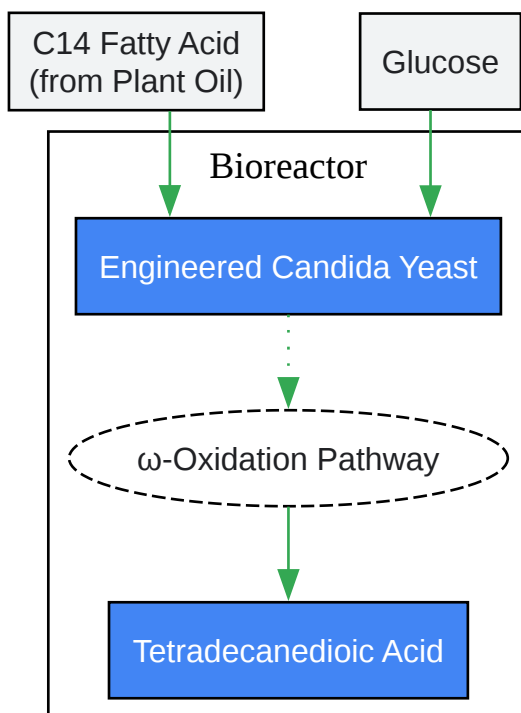 C14 Fatty Acid
(from Plant Oil)
Glucose
Bioreactor
Engineered Candida Yeast
ω-Oxidation Pathway
Tetradecanedioic Acid